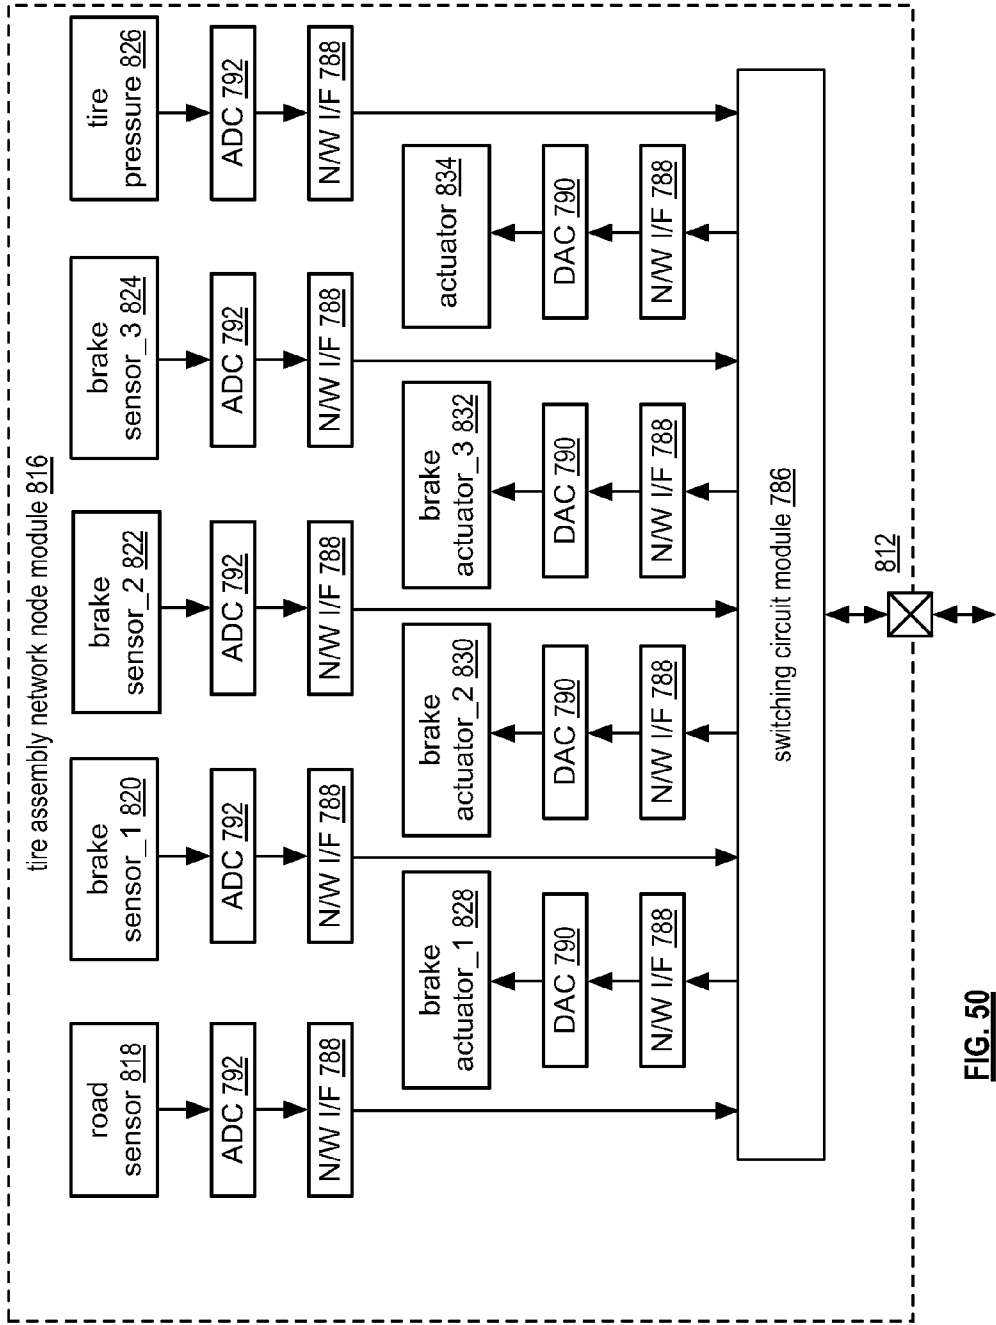 tire assembly network node module 816
road
sensor 818
brake
sensor_1 820
brake
sensor_2 822
brake
sensor_3 824
tire
pressure 826
ADC 792
ADC 792
ADC 792
ADC 792
ADC 792
N/W I/F 788
N/W I/F 788
N/W I/F 788
N/W I/F 788
N/W I/F 788
brake
actuator_1 828
brake
actuator_2 830
brake
actuator_3 832
actuator 834
DAC 790
DAC 790
DAC 790
DAC 790
N/W I/F 788
N/W I/F 788
N/W I/F 788
N/W I/F 788
switching circuit module 786
812
FIG. 50